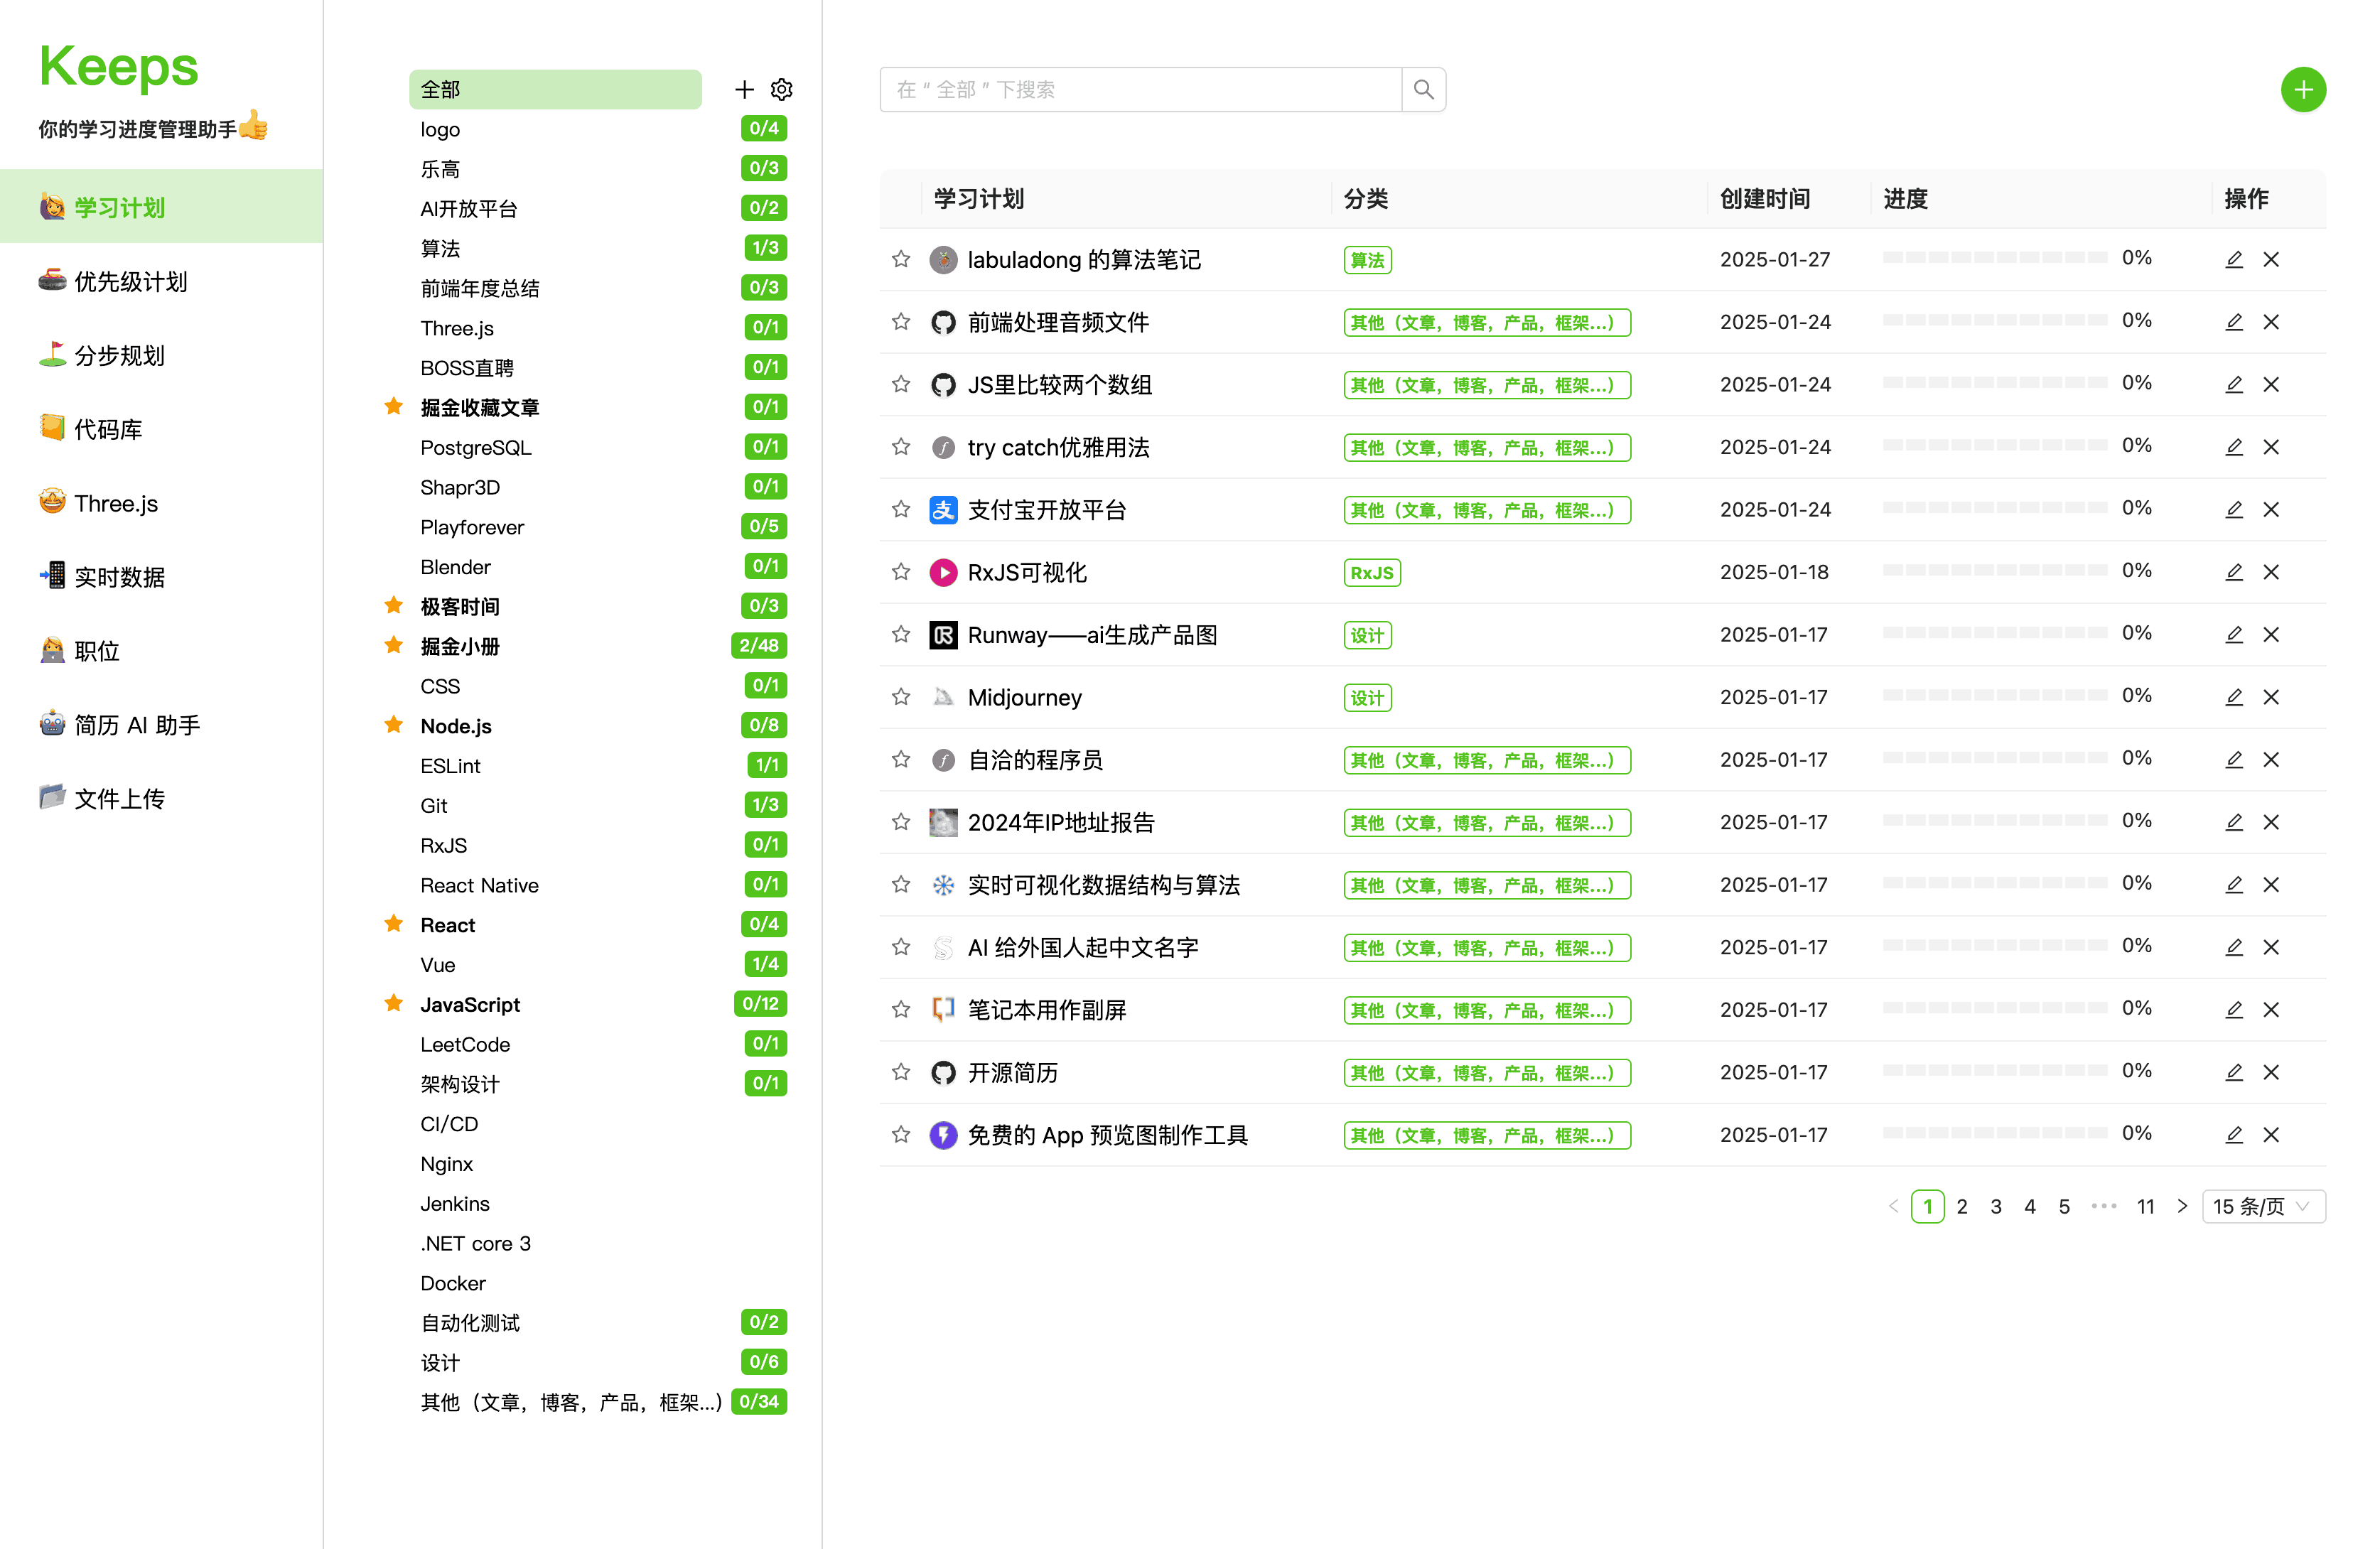 Keeps
你的学习进度管理助手
学习计划
优先级计划
分步规划
代码库
Three.js
实时数据
职位
简历 AI 助手
文件上传
全部
logo 0/4
乐高 0/3
AI开放平台 0/2
算法 1/3
前端年度总结 0/3
Three.js 0/1
BOSS直聘 0/1
掘金收藏文章 0/1
PostgreSQL 0/1
Shapr3D 0/1
Playforever 0/5
Blender 0/1
极客时间 0/3
掘金小册 2/48
CSS 0/1
Node.js 0/8
ESLint 1/1
Git 1/3
RxJS 0/1
React Native 0/1
React 0/4
Vue 1/4
JavaScript 0/12
LeetCode 0/1
架构设计 0/1
CI/CD
Nginx
Jenkins
.NET core 3
Docker
自动化测试 0/2
设计 0/6
其他（文章，博客，产品，框架...） 0/34
在 “ 全部 ” 下搜索
学习计划 分类 创建时间 进度 操作
labuladong 的算法笔记 算法 2025-01-27 0%
前端处理音频文件 其他（文章，博客，产品，框架...） 2025-01-24 0%
JS里比较两个数组 其他（文章，博客，产品，框架...） 2025-01-24 0%
try catch优雅用法 其他（文章，博客，产品，框架...） 2025-01-24 0%
支 支付宝开放平台 其他（文章，博客，产品，框架...） 2025-01-24 0%
RxJS可视化 RxJS 2025-01-18 0%
Runway——ai生成产品图 设计 2025-01-17 0%
Midjourney 设计 2025-01-17 0%
自洽的程序员 其他（文章，博客，产品，框架...） 2025-01-17 0%
2024年IP地址报告 其他（文章，博客，产品，框架...） 2025-01-17 0%
实时可视化数据结构与算法 其他（文章，博客，产品，框架...） 2025-01-17 0%
AI 给外国人起中文名字 其他（文章，博客，产品，框架...） 2025-01-17 0%
笔记本用作副屏 其他（文章，博客，产品，框架...） 2025-01-17 0%
开源简历 其他（文章，博客，产品，框架...） 2025-01-17 0%
免费的 App 预览图制作工具 其他（文章，博客，产品，框架...） 2025-01-17 0%
1 2 3 4 5 ••• 11 15 条/页